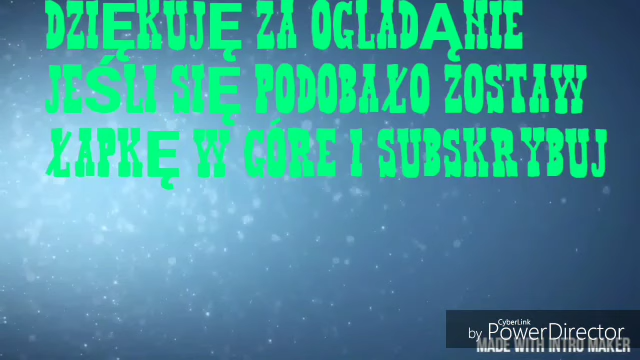 DZIĘKUJĘ ZA OGLADĄNIE
JEŚLI SIĘ PODOBAŁO ZOSTAW
ŁAPKĘ W GÓRE I SUBSKRYBUJ
CyberLink
by PowerDirector
MADE WITH INTRO MAKER